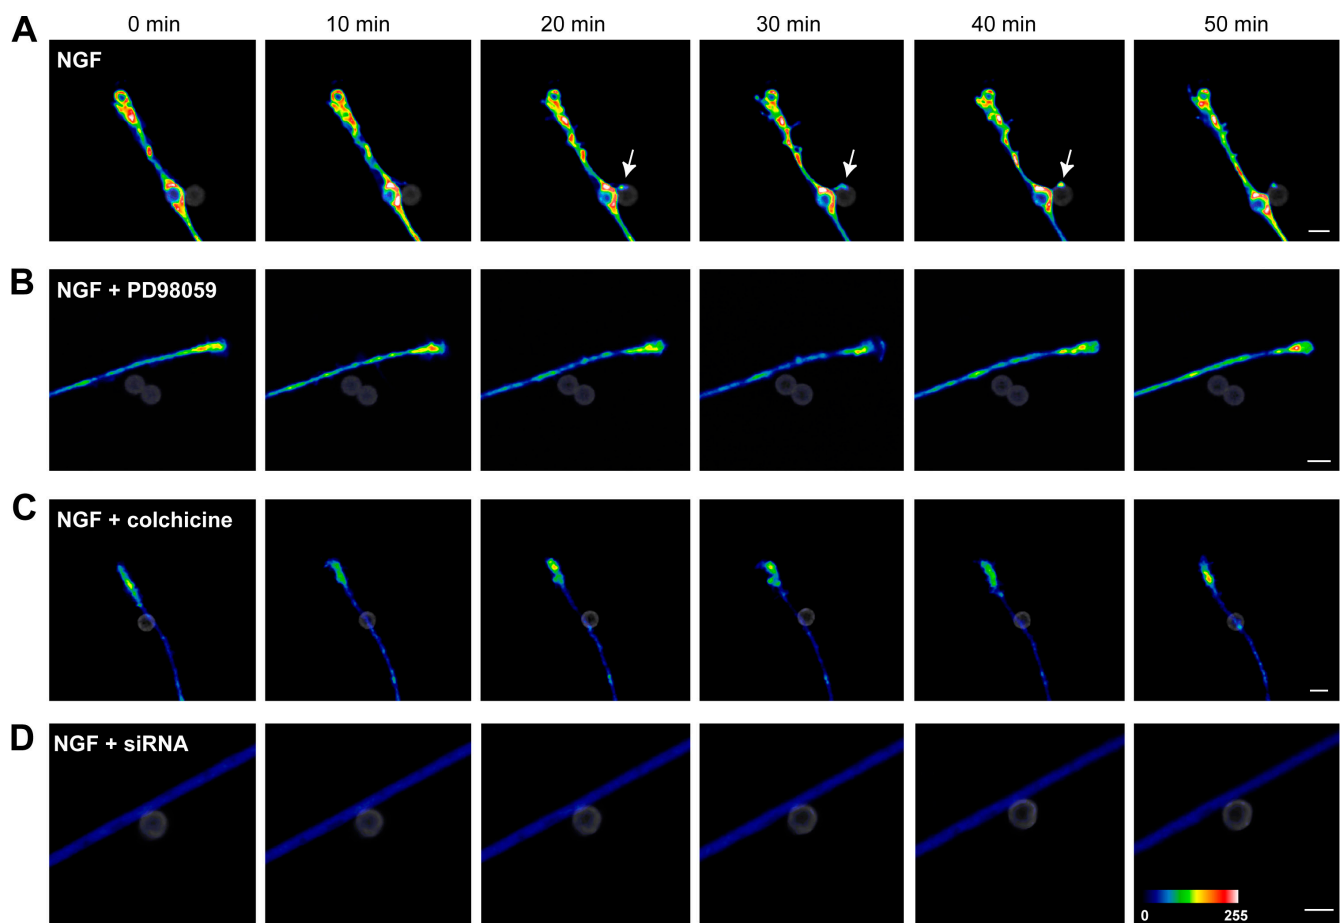 A 0 min 10 min 20 min 30 min 40 min 50 min
NGF
B NGF + PD98059
C NGF + colchicine
D NGF + siRNA
0 255